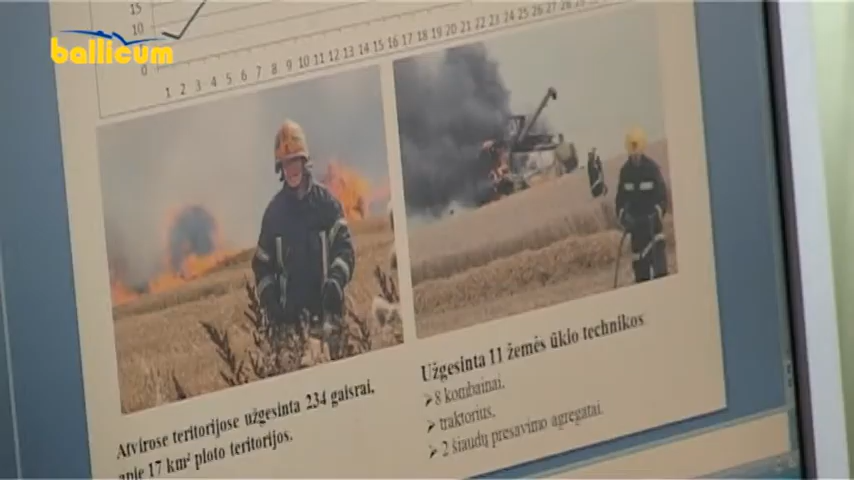 ballicum
15
10
0
1 2 3 4 5 6 7 8 9 10 11 12 13 14 15 16 17 18 19 20 21 22 23 24 25 26 27 28 29
Atvirose teritorijose užgesinta 234 gaisrai,
apie 17 km² ploto teritorijos.
Užgesinta 11 žemės ūkio technikos
➢8 kombainai,
➢traktorius,
➢2 šiaudų presavimo agregatai.